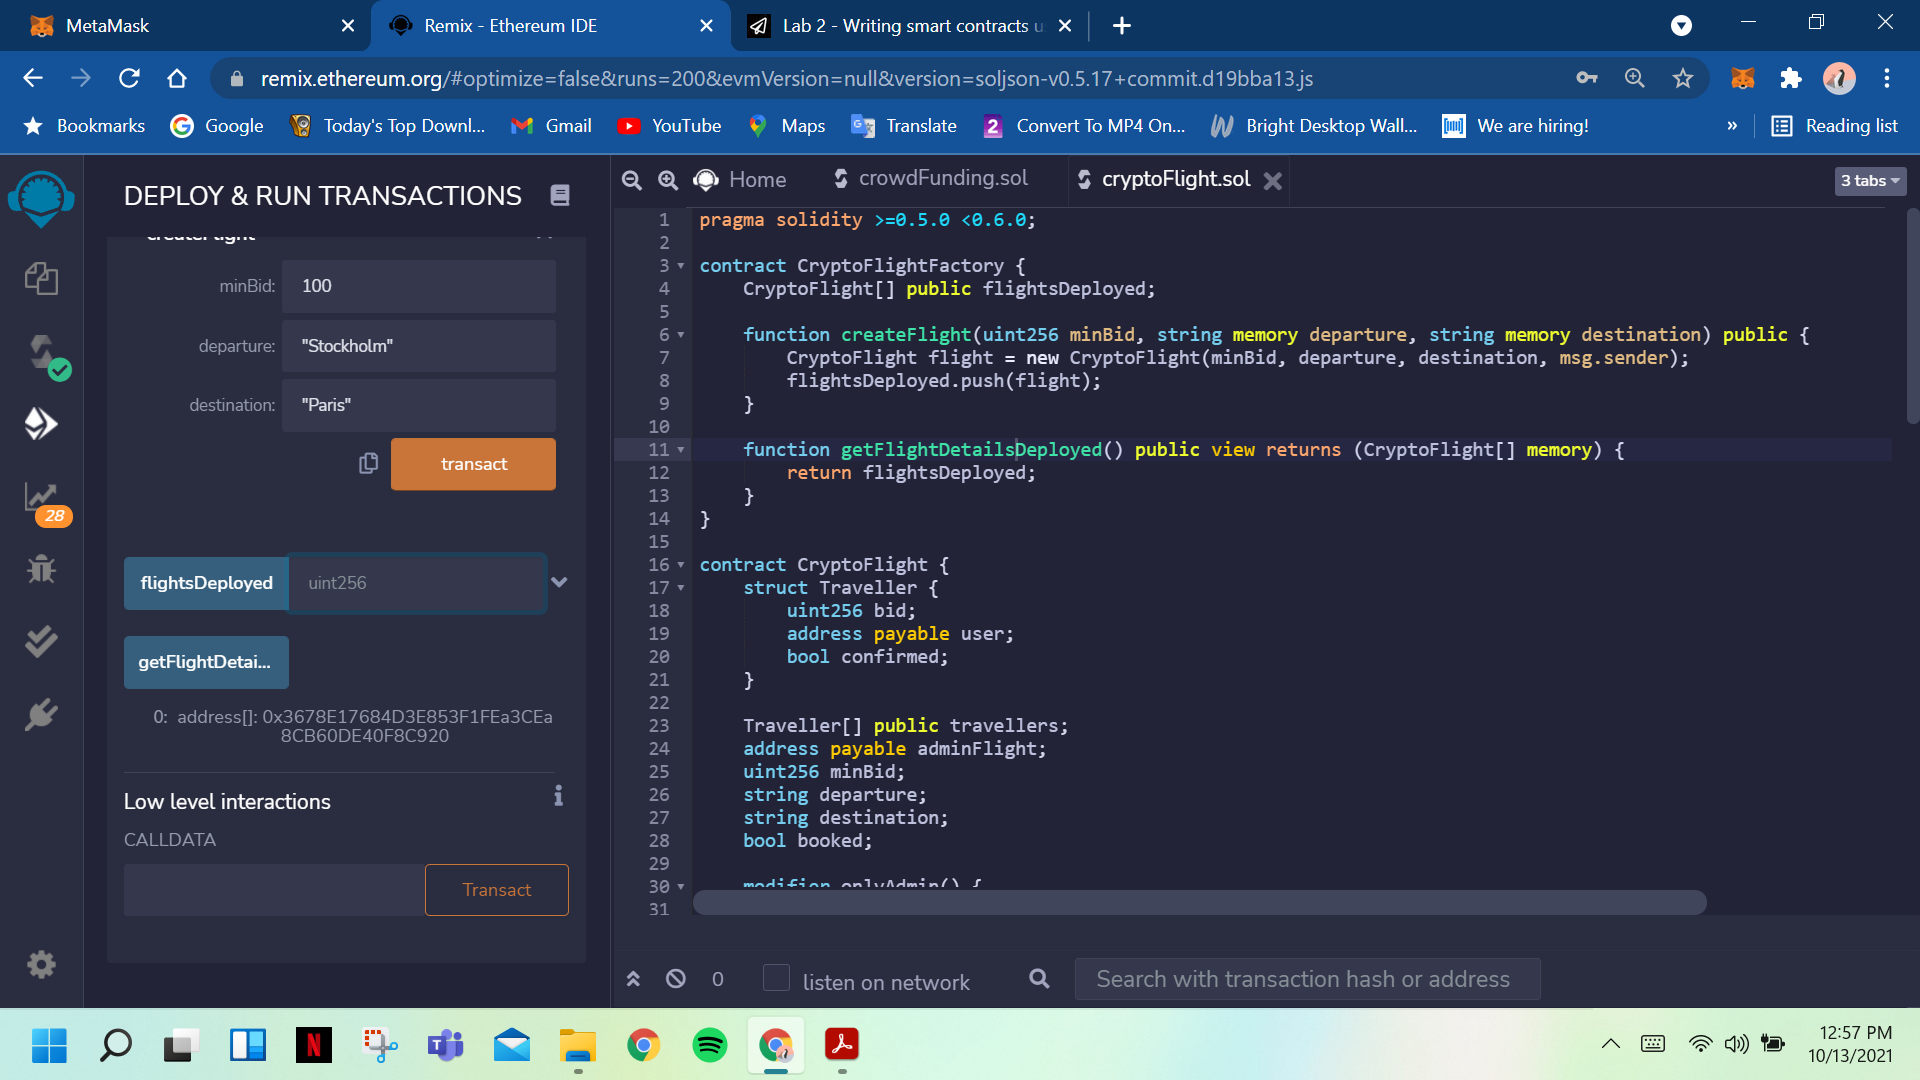 MetaMask
Remix - Ethereum IDE
Lab 2 - Writing smart contracts u
remix.ethereum.org/#optimize=false&runs=200&evmVersion=null&version=soljson-v0.5.17+commit.d19bba13.js
Bookmarks
Google
Today's Top Downl...
Gmail
YouTube
Maps
Translate
2 Convert To MP4 On...
Bright Desktop Wall...
We are hiring!
»
Reading list
DEPLOY & RUN TRANSACTIONS
createFlight
minBid: 100
departure: "Stockholm"
destination: "Paris"
transact
28
flightsDeployed uint256
getFlightDetai...
0: address[]: 0x3678E17684D3E853F1FEa3CEa
8CB60DE40F8C920
Low level interactions
i
CALLDATA
Transact
Home
crowdFunding.sol
cryptoFlight.sol
3 tabs
1 pragma solidity >=0.5.0 <0.6.0;
2
3 contract CryptoFlightFactory {
4 CryptoFlight[] public flightsDeployed;
5
6 function createFlight(uint256 minBid, string memory departure, string memory destination) public {
7 CryptoFlight flight = new CryptoFlight(minBid, departure, destination, msg.sender);
8 flightsDeployed.push(flight);
9 }
10
11 function getFlightDetailsDeployed() public view returns (CryptoFlight[] memory) {
12 return flightsDeployed;
13 }
14 }
15
16 contract CryptoFlight {
17 struct Traveller {
18 uint256 bid;
19 address payable user;
20 bool confirmed;
21 }
22
23 Traveller[] public travellers;
24 address payable adminFlight;
25 uint256 minBid;
26 string departure;
27 string destination;
28 bool booked;
29
30 modifier onlyAdmin() {
31
0
listen on network
Search with transaction hash or address
N
T
12:57 PM
10/13/2021